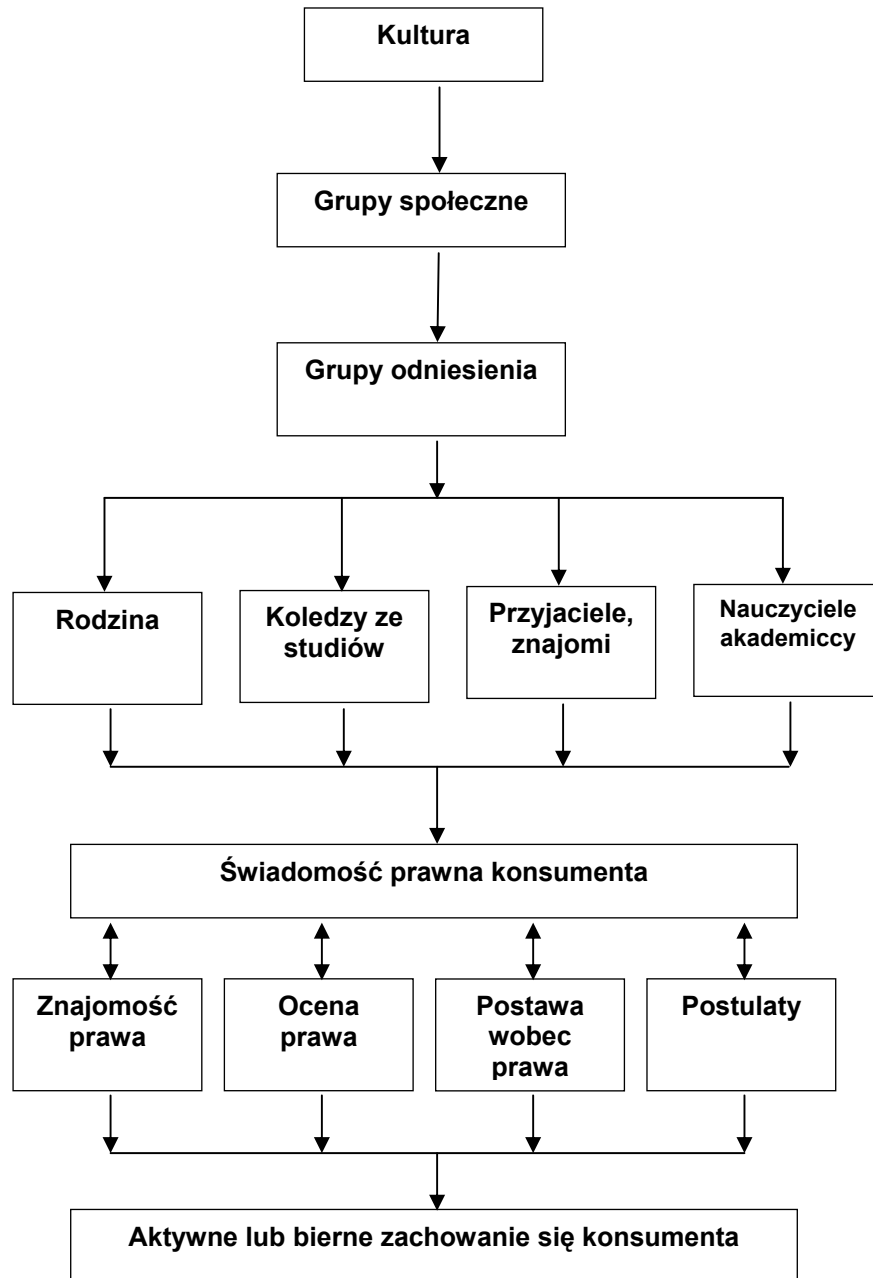 Kultura
Grupy społeczne
Grupy odniesienia
Rodzina
Koledzy ze
studiów
Przyjaciele,
znajomi
Nauczyciele
akademiccy
Świadomość prawna konsumenta
Znajomość
prawa
Ocena
prawa
Postawa
wobec
prawa
Postulaty
Aktywne lub bierne zachowanie się konsumenta